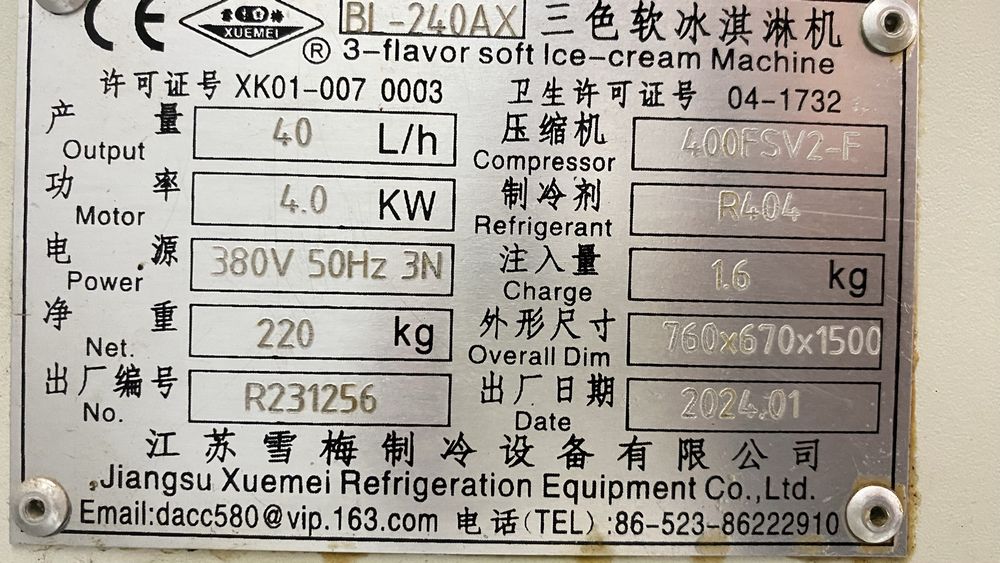 CE 雪梅 XUEMEI ® BL-240AX 三色软冰淇淋机
3-flavor soft Ice-cream Machine
许可证号 XK01-007 0003 卫生许可证号 04-1732
产量 Output 40 L/h 压缩机 Compressor 400FSV2-F
功率 Motor 4.0 KW 制冷剂 Refrigerant R404
电源 Power 380V 50Hz 3N 注入量 Charge 1.6 kg
净重 Net. 220 kg 外形尺寸 Overall Dim 760x670x1500
出厂编号 No. R231256 出厂日期 Date 2024.01
江苏雪梅制冷设备有限公司
Jiangsu Xuemei Refrigeration Equipment Co.,Ltd.
Email:dacc580@vip.163.com 电话(TEL):86-523-86222910